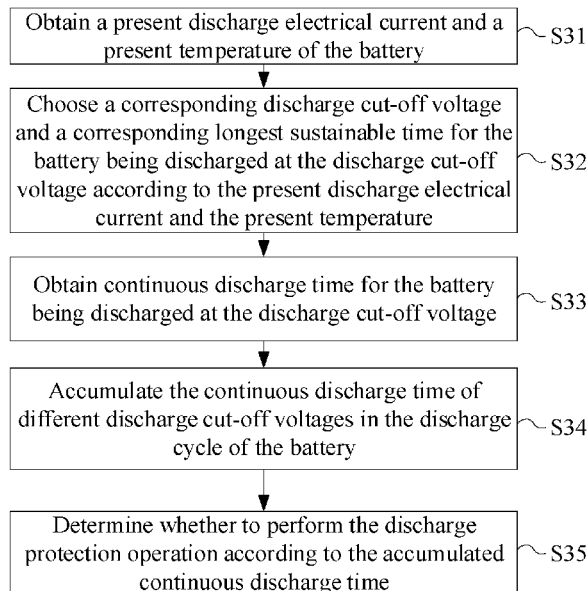 Obtain a present discharge electrical current and a
present temperature of the battery
S31
Choose a corresponding discharge cut-off voltage
and a corresponding longest sustainable time for the
battery being discharged at the discharge cut-off
voltage according to the present discharge electrical
current and the present temperature
S32
Obtain continuous discharge time for the battery
being discharged at the discharge cut-off voltage
S33
Accumulate the continuous discharge time of
different discharge cut-off voltages in the discharge
cycle of the battery
S34
Determine whether to perform the discharge
protection operation according to the accumulated
continuous discharge time
S35